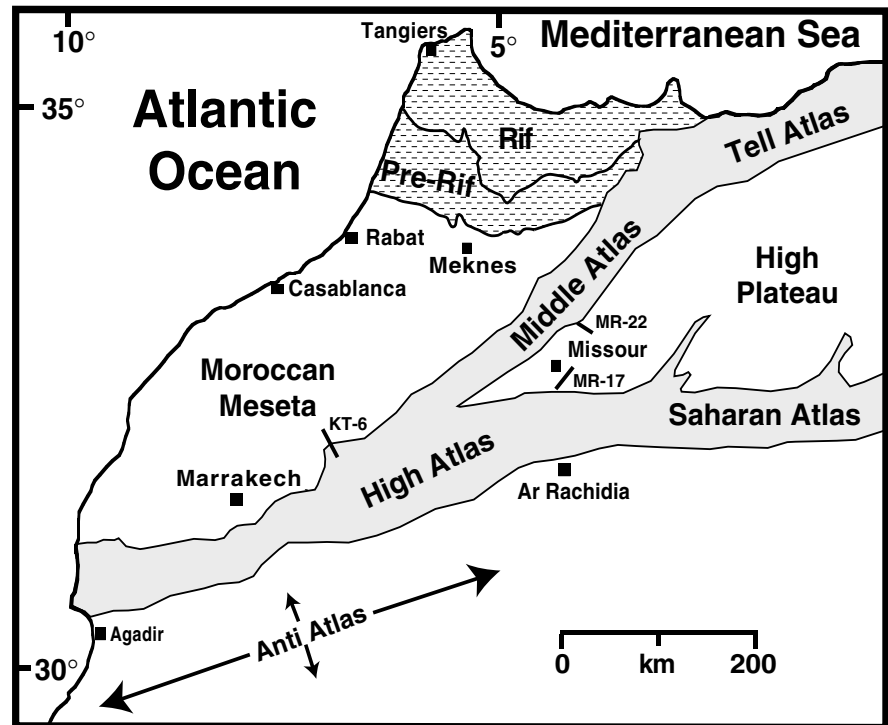 10°
Tangiers
5°
Mediterranean Sea
35°
Atlantic
Ocean
Rif
Tell Atlas
Pre-Rif
Rabat
Meknes
Casablanca
Middle Atlas
High
Plateau
MR-22
Missour
MR-17
Moroccan
Meseta
KT-6
Saharan Atlas
High Atlas
Marrakech
Ar Rachidia
Anti Atlas
Agadir
30°
0
km
200